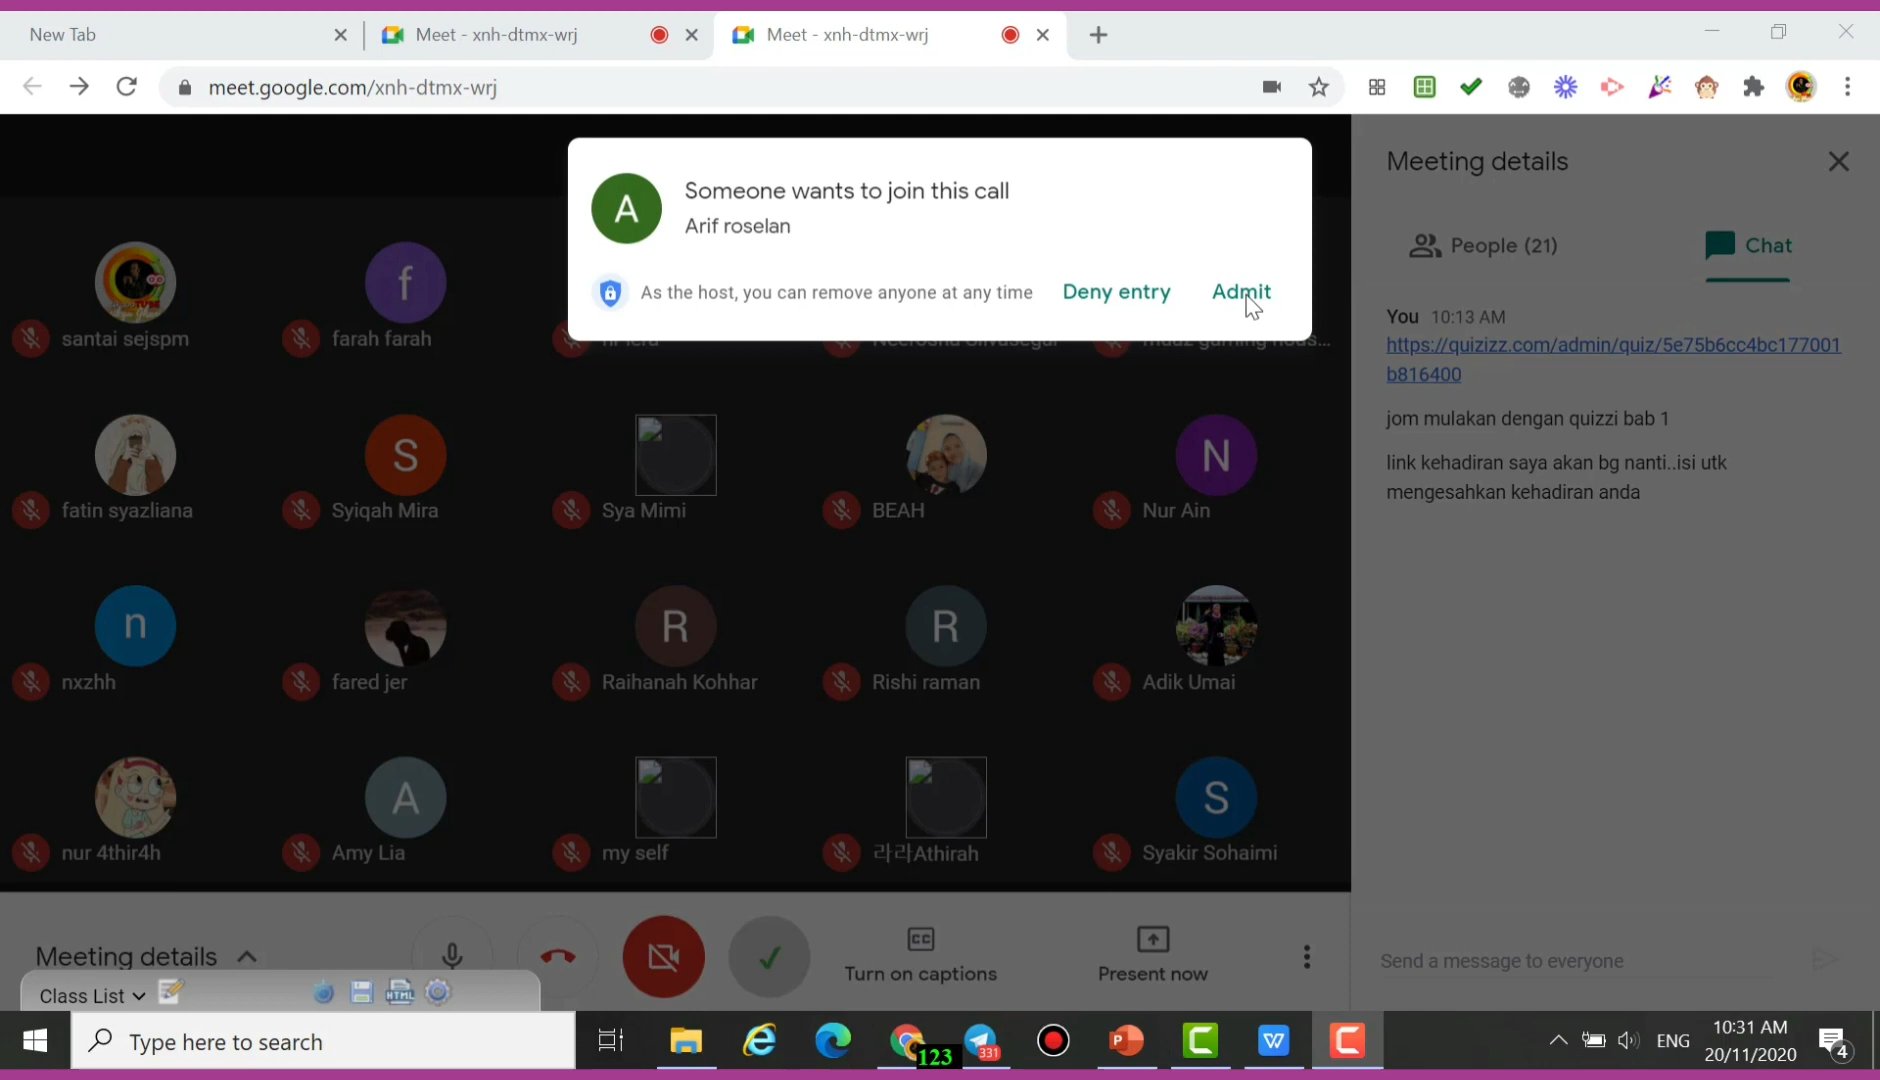 New Tab
Meet - xnh-dtmx-wrj
Meet - xnh-dtmx-wrj
meet.google.com/xnh-dtmx-wrj
A
Someone wants to join this call
Arif roselan
As the host, you can remove anyone at any time
Deny entry
Admit
Meeting details
People (21)
Chat
You 10:13 AM
https://quizizz.com/admin/quiz/5e75b6cc4bc177001
b816400
jom mulakan dengan quizzi bab 1
link kehadiran saya akan bg nanti..isi utk
mengesahkan kehadiran anda
f
santai sejspm
farah farah
S
N
fatin syazliana
Syiqah Mira
Sya Mimi
BEAH
Nur Ain
n
R
R
nxzhh
fared jer
Raihanah Kohhar
Rishi raman
Adik Umai
A
S
nur 4thir4h
Amy Lia
my self
라라Athirah
Syakir Sohaimi
Meeting details
Turn on captions
Present now
Send a message to everyone
Class List
HTML
Type here to search
123
331
ENG
10:31 AM
20/11/2020
4